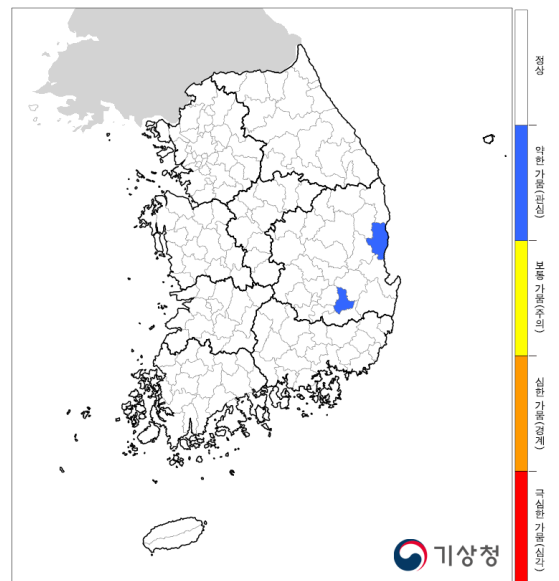 정상
약한 가뭄(관심)
보통 가뭄(주의)
심한 가뭄(경계)
극심한 가뭄(심각)
기상청